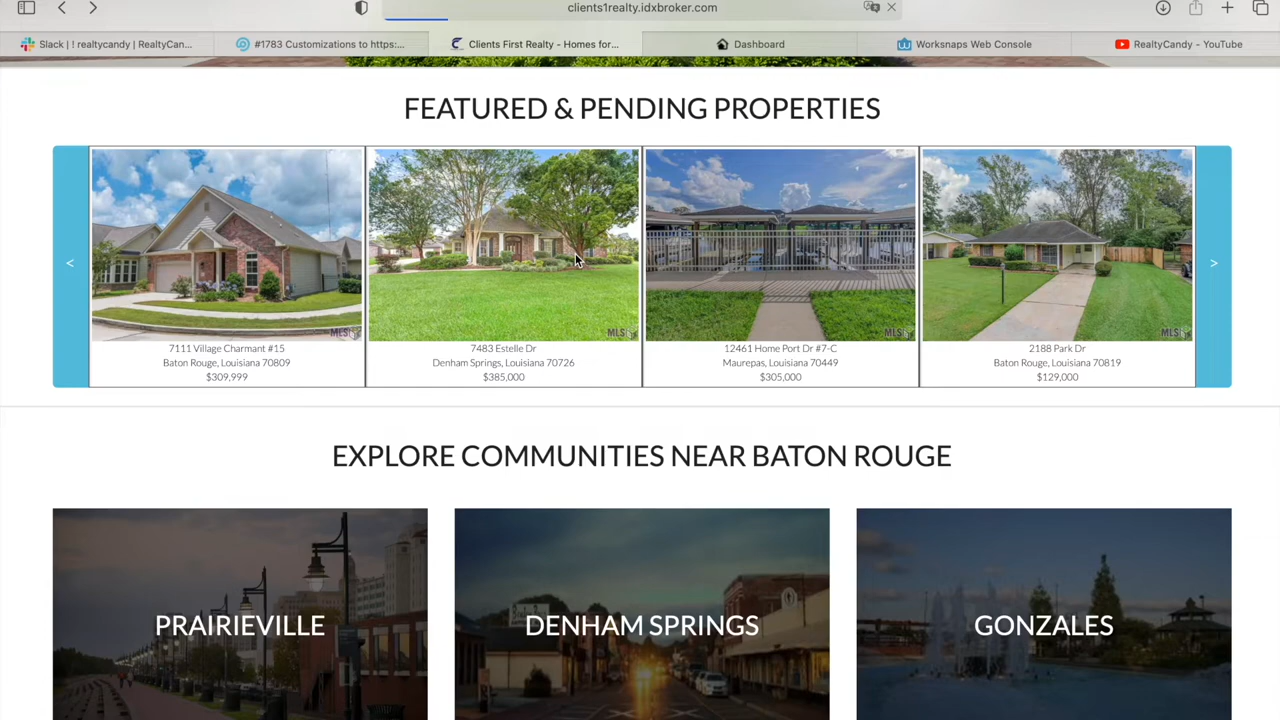 clients1realty.idxbroker.com
Slack | ! realtycandy | RealtyCan...
#1783 Customizations to https:...
Clients First Realty - Homes for...
Dashboard
Worksnaps Web Console
RealtyCandy - YouTube
FEATURED & PENDING PROPERTIES
<
>
MLS
MLS
MLS
7111 Village Charmant #15
Baton Rouge, Louisiana 70809
$309,999
7483 Estelle Dr
Denham Springs, Louisiana 70726
$385,000
12461 Home Port Dr #7-C
Maurepas, Louisiana 70449
$305,000
2188 Park Dr
Baton Rouge, Louisiana 70819
$129,000
EXPLORE COMMUNITIES NEAR BATON ROUGE
PRAIRIEVILLE
DENHAM SPRINGS
GONZALES